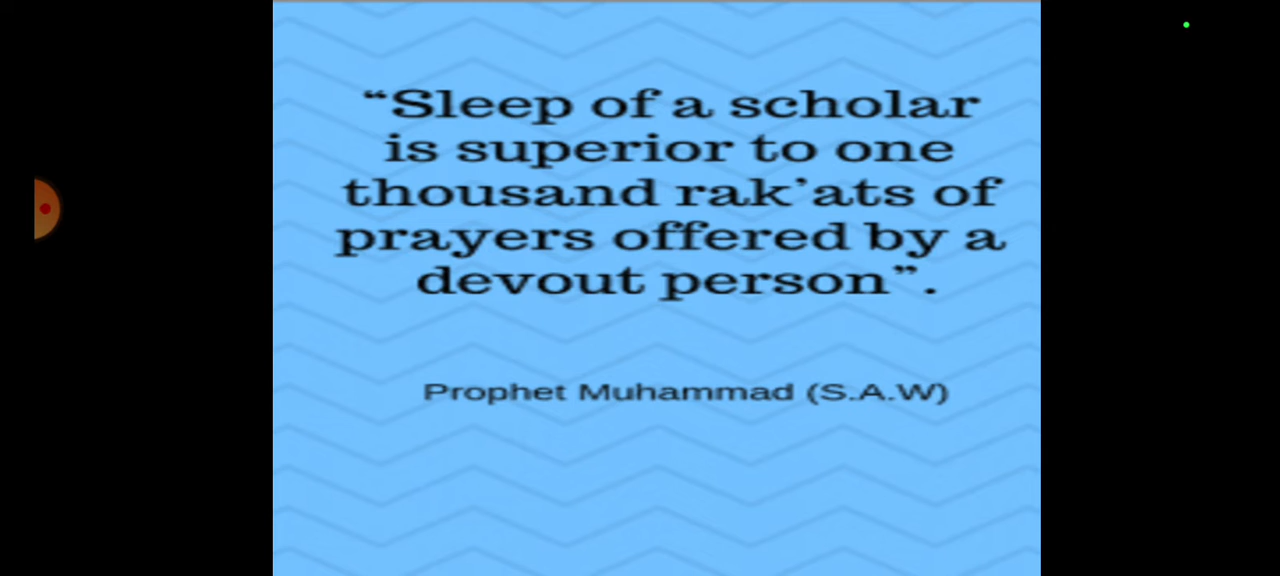 “Sleep of a scholar
is superior to one
thousand rak’ats of
prayers offered by a
devout person”.
Prophet Muhammad (S.A.W)